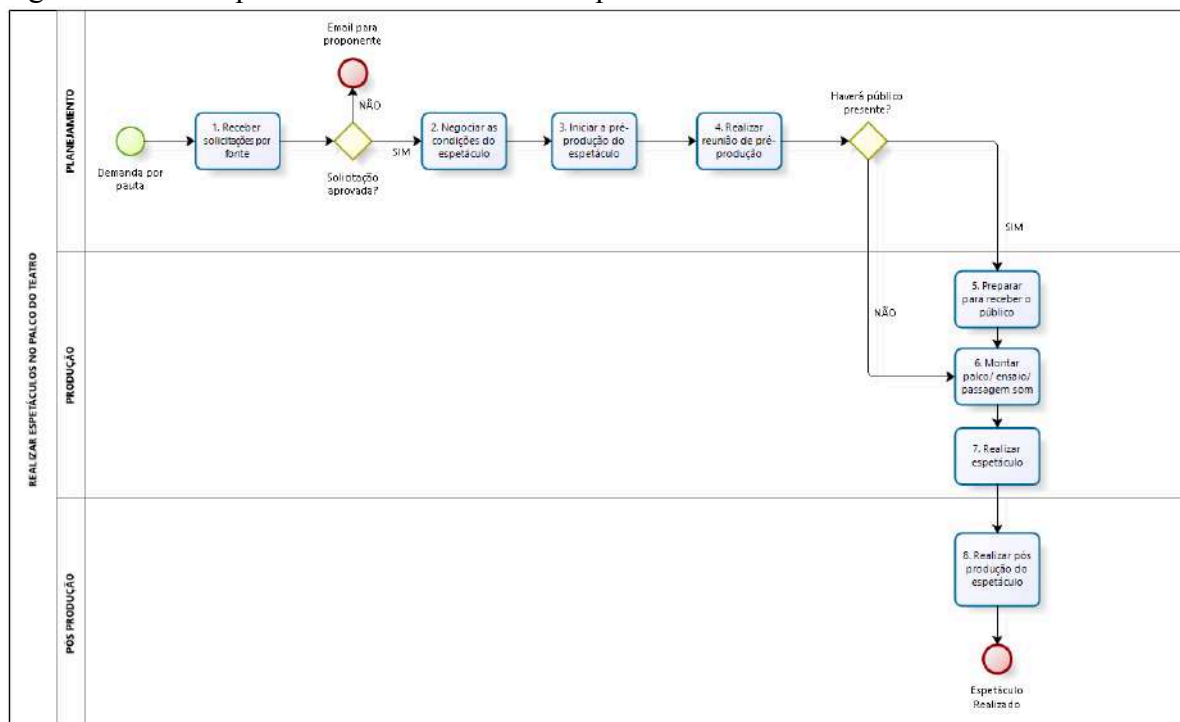 REALIZAR ESPETÁCULOS NO PALCO DO TEATRO
PLANEJAMENTO
Demanda por
pauta
1. Receber
solicitações por
fonte
Email para
proponente
NÃO
Solicitação
aprovada?
SIM
2. Negociar as
condições do
espetáculo
3. Iniciar a pré-
produção do
espetáculo
4. Realizar
reunião de pré-
produção
Haverá público
presente?
SIM
NÃO
PRODUÇÃO
5. Preparar
para receber o
público
6. Montar
palco/ ensaio/
passagem som
7. Realizar
espetáculo
PÓS PRODUÇÃO
8. Realizar pós
produção do
espetáculo
Espetáculo
Realizado